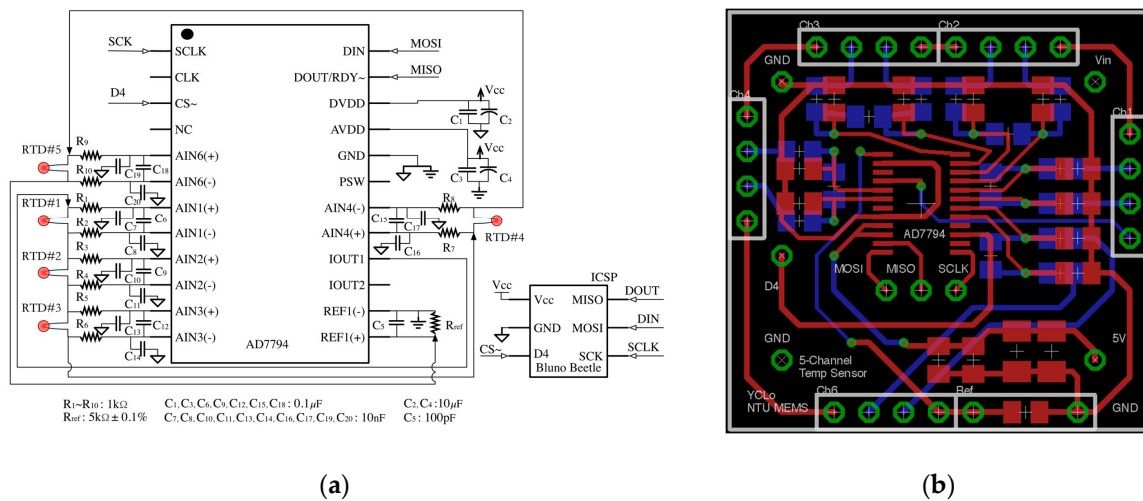 SCK
SCLK
CLK
D4
CS~
NC
RTD#5
R9
R10
C19
C18
C20
AIN6(+)
AIN6(-)
RTD#1
R1
R2
C7
C6
C8
AIN1(+)
AIN1(-)
RTD#2
R3
R4
C10
C9
C11
AIN2(+)
AIN2(-)
RTD#3
R5
R6
C13
C12
C14
AIN3(+)
AIN3(-)
DIN
MOSI
DOUT/RDY~
MISO
DVDD
Vcc
C1
C2
AVDD
Vcc
C3
C4
GND
PSW
AIN4(-)
AIN4(+)
C15
C17
C16
R8
R7
RTD#4
IOUT1
IOUT2
REF1(-)
REF1(+)
C5
Rref
AD7794
ICSP
Vcc
Vcc
MISO
DOUT
GND
MOSI
DIN
CS~
D4
SCK
SCLK
Bluno Beetle
R1~R10: 1kΩ
Rref: 5kΩ ± 0.1%
C1, C3, C6, C9, C12, C15, C18: 0.1μF
C7, C8, C10, C11, C13, C14, C16, C17, C19, C20: 10nF
C2, C4: 10μF
C5: 100pF
(a)
Ch3
Ch2
GND
Vin
Ch4
Ch1
AD7794
MOSI
MISO
SCLK
D4
GND
5V
5-Channel
Temp Sensor
YCLo
NTU MEMS
Ch6
Ref
GND
(b)